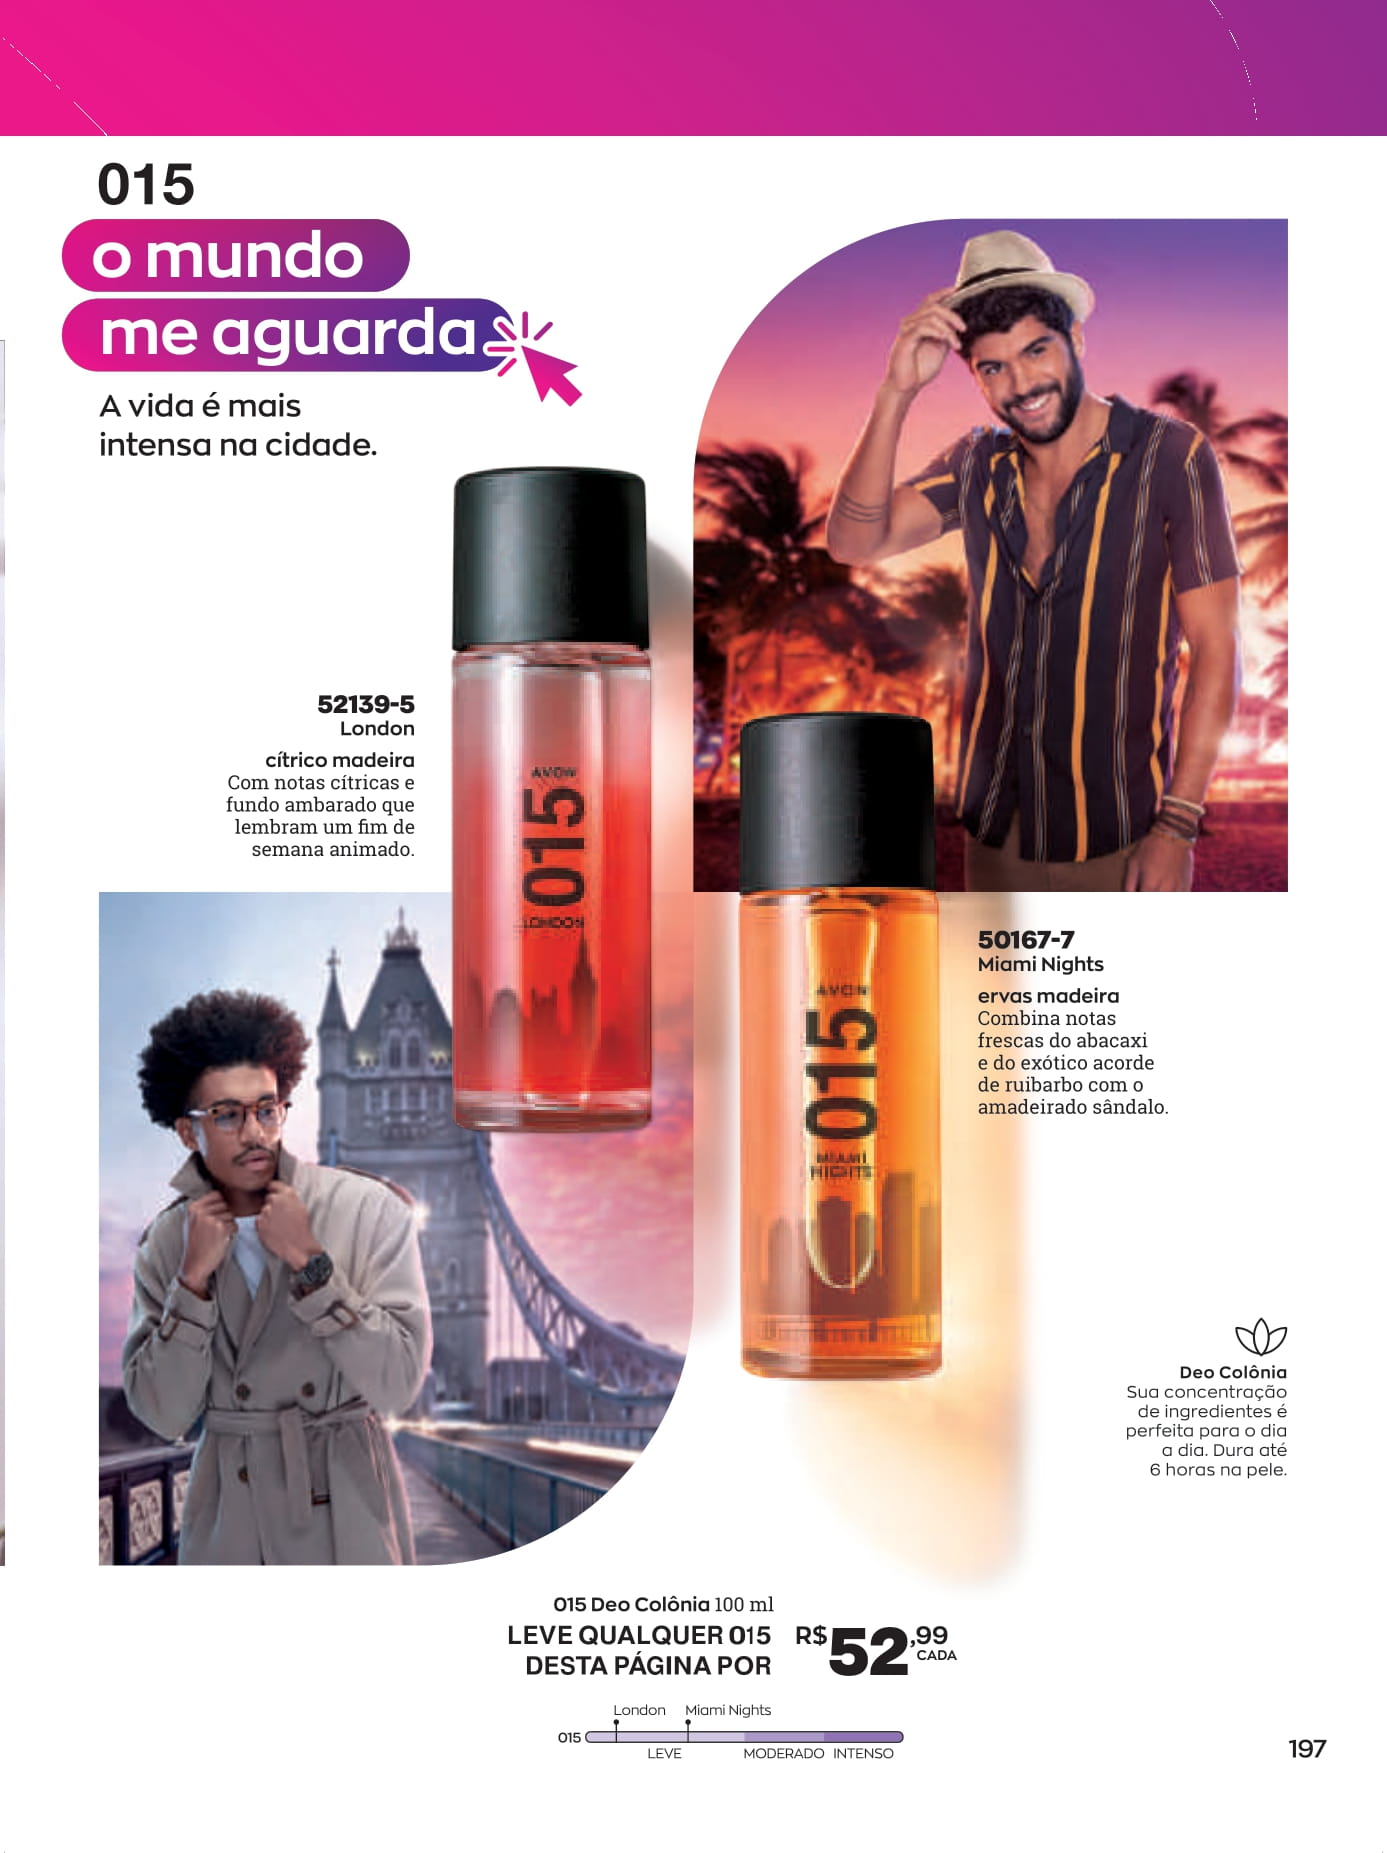 015
o mundo
me aguarda
A vida é mais
intensa na cidade.
52139-5
London
cítrico madeira
Com notas cítricas e
fundo ambarado que
lembram um fim de
semana animado.
AVON
015
LONDON
50167-7
Miami Nights
ervas madeira
Combina notas
frescas do abacaxi
e do exótico acorde
de ruibarbo com o
amadeirado sândalo.
AVON
015
MIAMI
NIGHTS
Deo Colônia
Sua concentração
de ingredientes é
perfeita para o dia
a dia. Dura até
6 horas na pele.
015 Deo Colônia 100 ml
LEVE QUALQUER 015
DESTA PÁGINA POR
R$52,99
CADA
London Miami Nights
015
LEVE MODERADO INTENSO
197